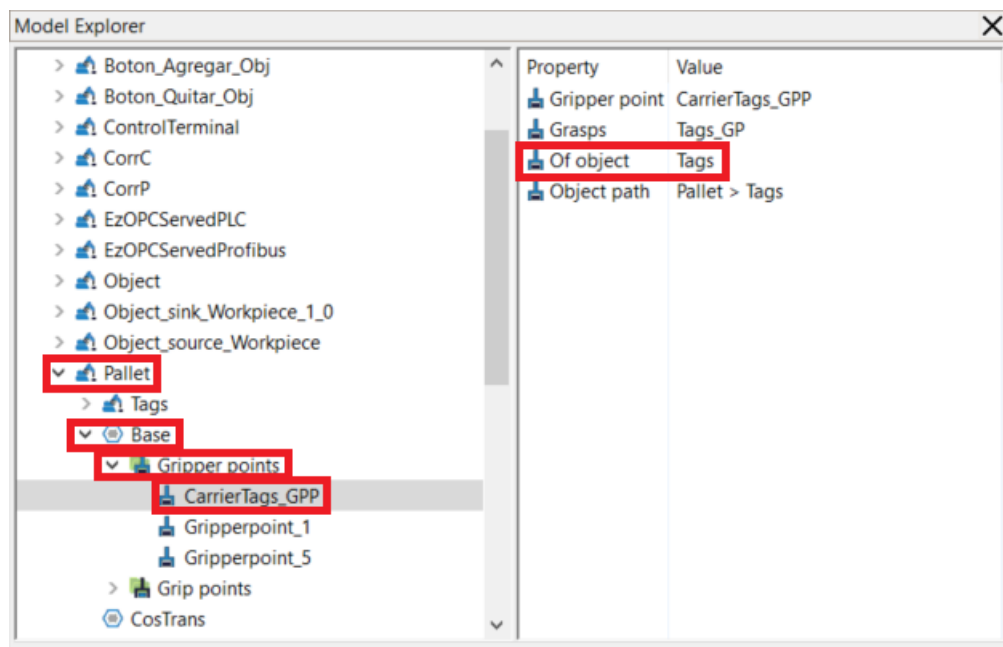 Model Explorer
Boton_Agregar_Obj
Boton_Quitar_Obj
ControlTerminal
CorrC
CorrP
EzOPCServedPLC
EzOPCServedProfibus
Object
Object_sink_Workpiece_1_0
Object_source_Workpiece
Pallet
Tags
Base
Gripper points
CarrierTags_GPP
Gripperpoint_1
Gripperpoint_5
Grip points
CosTrans
Property Value
Gripper point CarrierTags_GPP
Grasps Tags_GP
Of object Tags
Object path Pallet > Tags